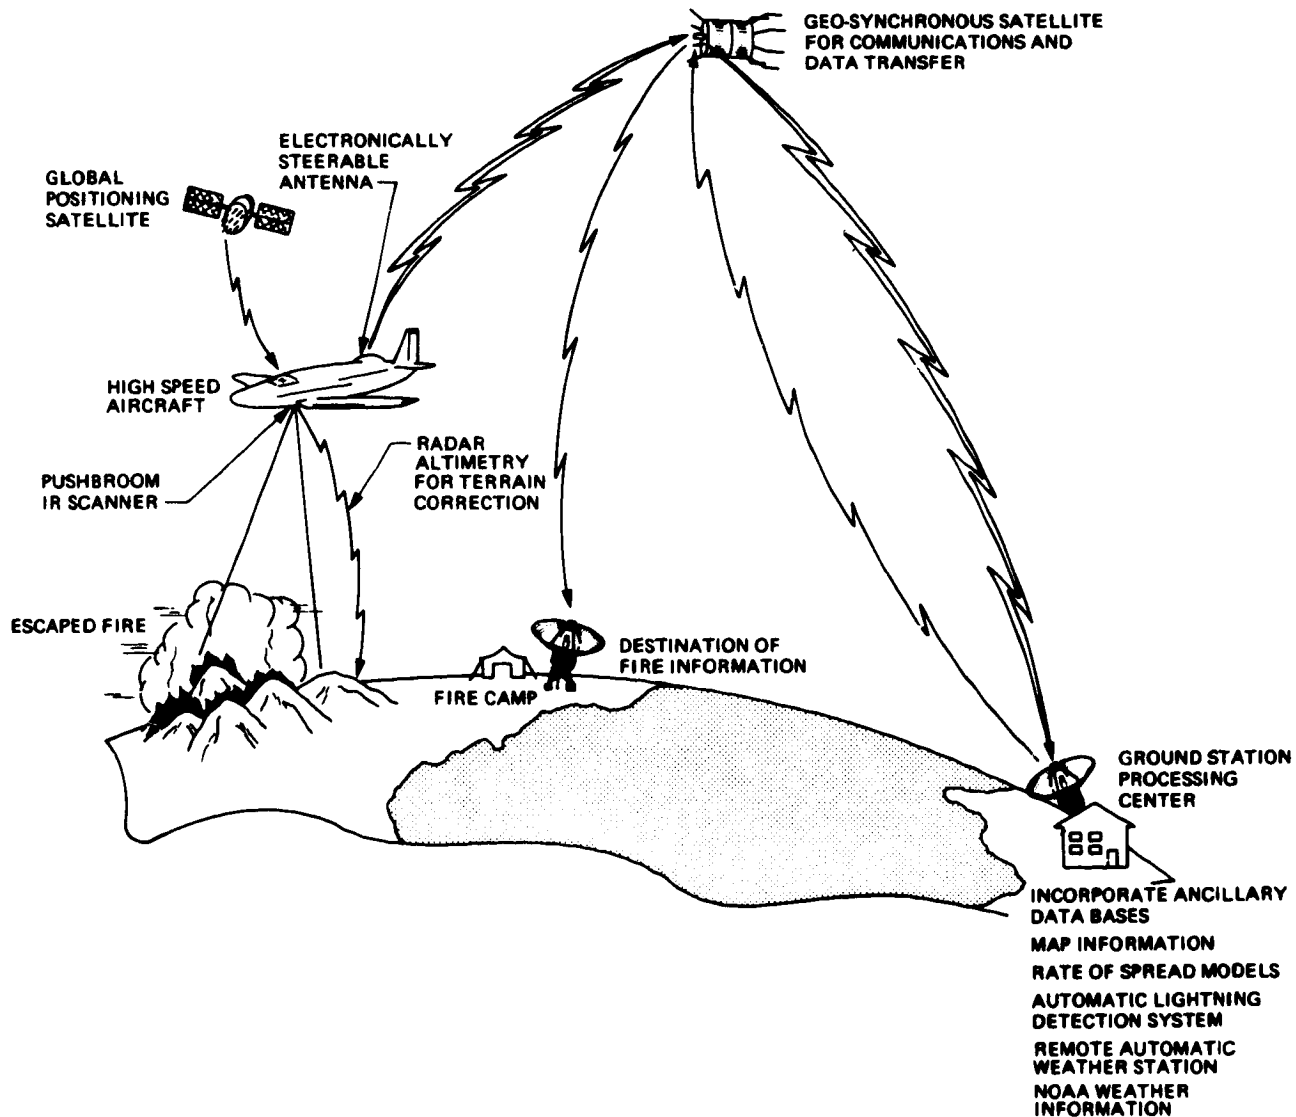 GEO-SYNCHRONOUS SATELLITE
FOR COMMUNICATIONS AND
DATA TRANSFER
ELECTRONICALLY
STEERABLE
ANTENNA
GLOBAL
POSITIONING
SATELLITE
HIGH SPEED
AIRCRAFT
RADAR
ALTIMETRY
FOR TERRAIN
CORRECTION
PUSHBROOM
IR SCANNER
ESCAPED FIRE
DESTINATION OF
FIRE INFORMATION
FIRE CAMP
GROUND STATION
PROCESSING
CENTER
INCORPORATE ANCILLARY
DATA BASES
MAP INFORMATION
RATE OF SPREAD MODELS
AUTOMATIC LIGHTNING
DETECTION SYSTEM
REMOTE AUTOMATIC
WEATHER STATION
NOAA WEATHER
INFORMATION